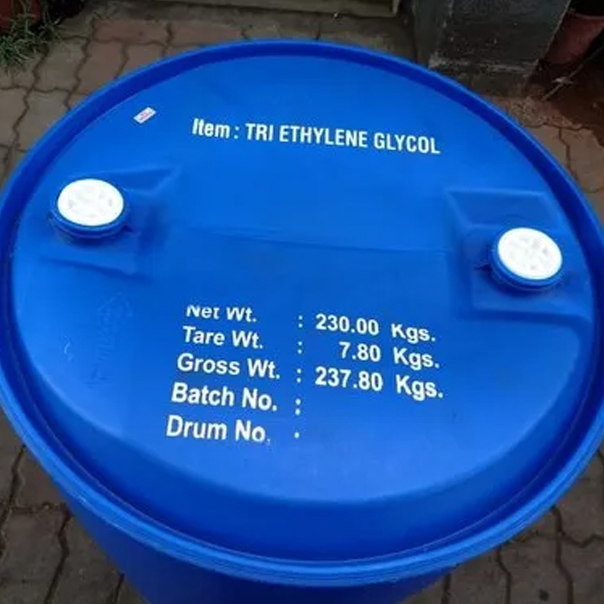 Item : TRI ETHYLENE GLYCOL
Net Wt. : 230.00 Kgs.
Tare Wt. : 7.80 Kgs.
Gross Wt. : 237.80 Kgs.
Batch No. :
Drum No. :